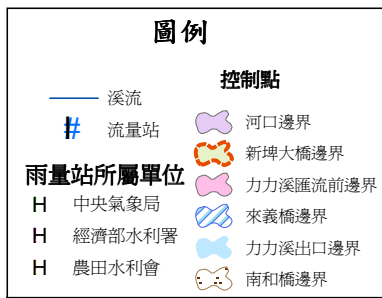 圖例
溪流
流量站
雨量站所屬單位
H 中央氣象局
H 經濟部水利署
H 農田水利會
控制點
河口邊界
新埤大橋邊界
力力溪匯流前邊界
來義橋邊界
力力溪出口邊界
南和橋邊界